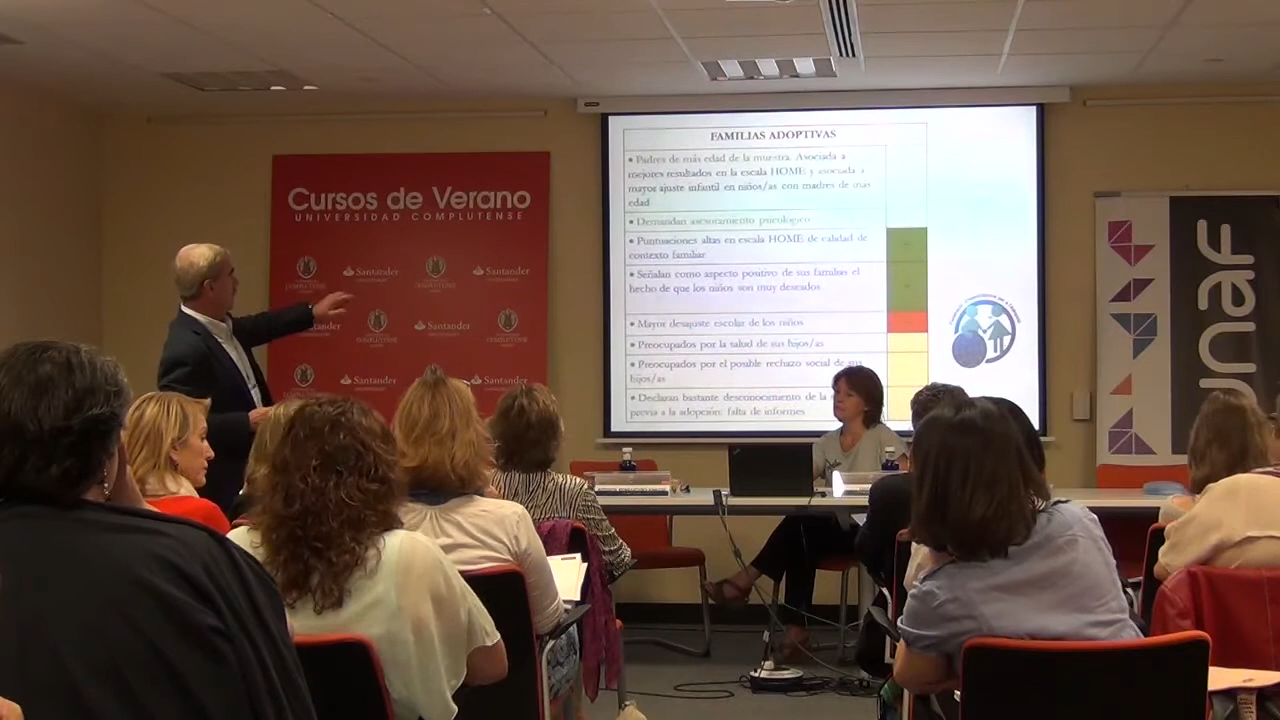 Cursos de Verano
UNIVERSIDAD COMPLUTENSE
COMPLUTENSE
Santander
COMPLUTENSE
Santander
COMPLUTENSE
Santander
COMPLUTENSE
Santander
Santander
FAMILIAS ADOPTIVAS
• Padres de más edad de la muestra. Asociada a
mejores resultados en la escala HOME y asociada a
mayor ajuste infantil en niños/as con madres de más
edad
• Demandan asesoramiento psicológico
• Puntuaciones altas en escala HOME de calidad de
contexto familiar
• Señalan como aspecto positivo de sus familias el
hecho de que los niños son muy deseados
• Mayor desajuste escolar de los niños
• Preocupados por la salud de sus hijos/as
• Preocupados por el posible rechazo social de sus
hijos/as
• Declaran bastante desconocimiento de la
previa a la adopción: falta de informes
unaf